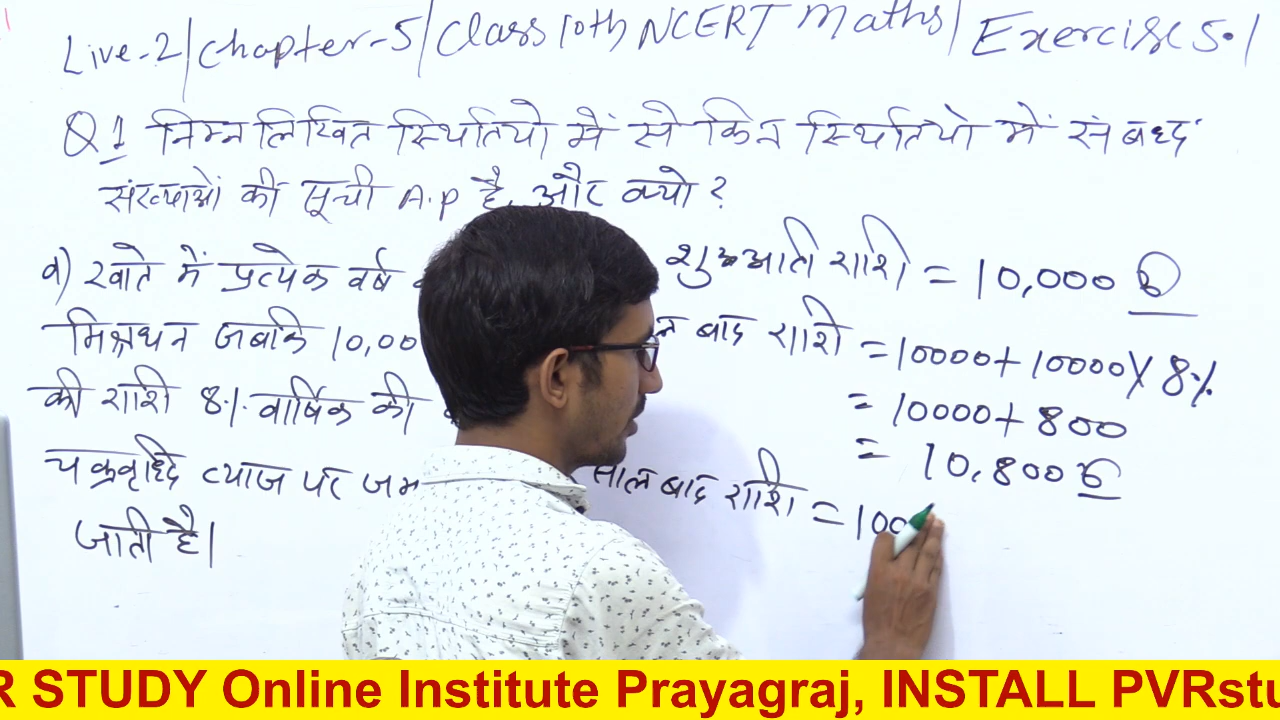 Live-2/Chapter-5/Class 10th NCERT Maths/ Exercise 5.1
Q1 निम्नलिखित स्थितियो में से किन स्थितियो में संबध्द
संख्याओं की सूची A.P है, और क्यो ?
खाते में प्रत्येक वर्ष
मिश्रधन जबकि 10,00
की राशि 8% वार्षिक की
चक्रवृध्दि व्याज पर जम
जाती है।
शुरुआती राशि = 10,000 ₹
बाद राशि = 10000 + 10000 X 8%
= 10000 + 800
= 10,800 ₹
साल बाद राशि = 100
R STUDY Online Institute Prayagraj, INSTALL PVRstu